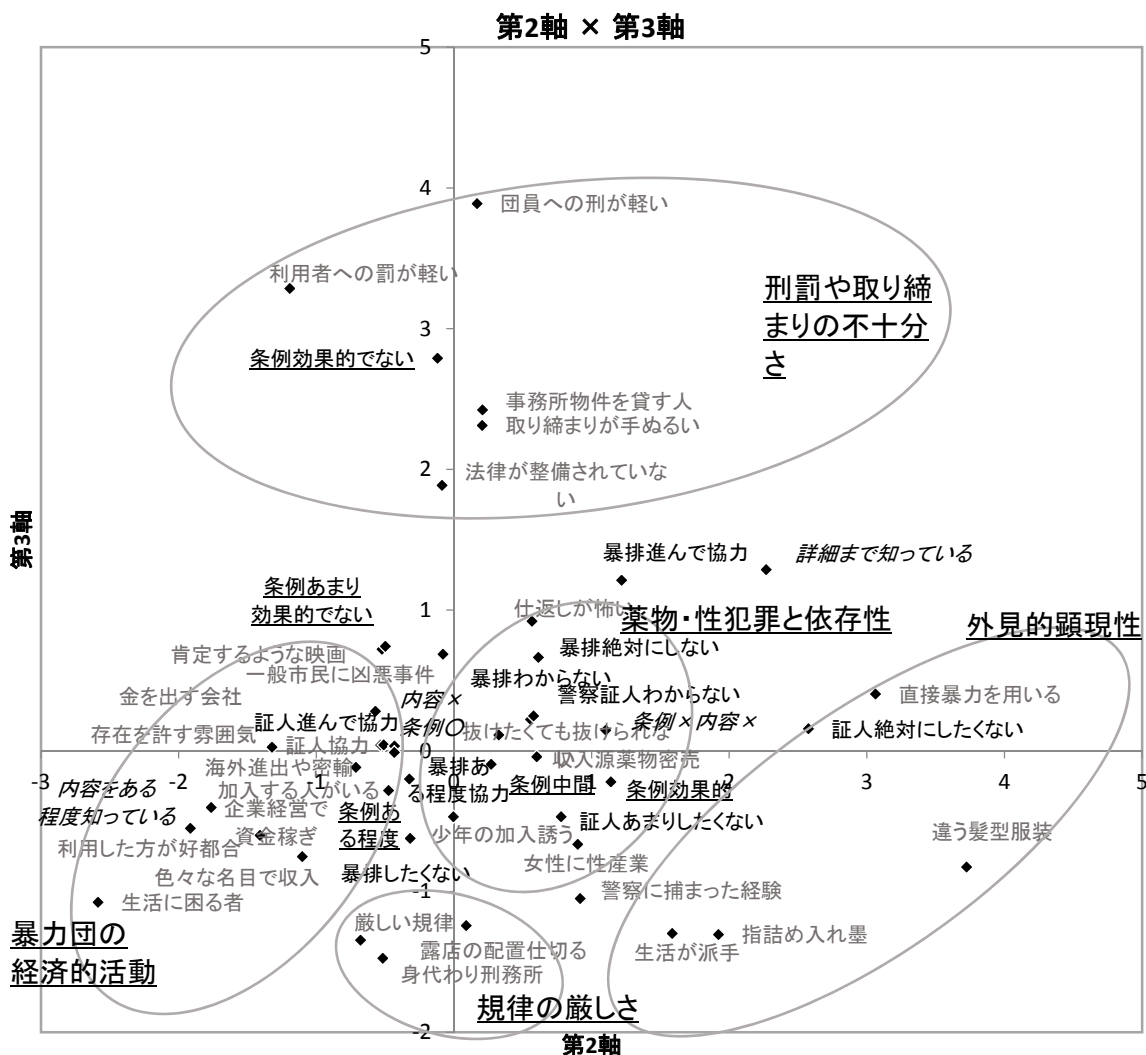 第2軸 × 第3軸
5
4
団員への刑が軽い
利用者への罰が軽い
刑罰や取り締
まりの不十分
さ
3
条例効果的でない
事務所物件を貸す人
取り締まりが手ぬるい
2
法律が整備されていな
い
第3軸
暴排進んで協力
詳細まで知っている
条例あまり
効果的でない
1
仕返しが怖い
薬物・性犯罪と依存性
外見的顕現性
肯定するような映画
暴排絶対にしない
一般市民に凶悪事件
暴排わからない
金を出す会社
内容×
警察証人わからない
直接暴力を用いる
証人進んで協力
条例〇
抜けたくても抜けられな
い
条例×内容×
証人絶対にしたくない
存在を許す雰囲気
証人協力
0
収入源薬物密売
海外進出や密輸
暴排あ
る程度協力
-3
-2
-1
0
1
2
3
4
5
内容をある
程度知っている
加入する人がいる
条例中間
条例効果的
企業経営で
資金稼ぎ
条例あ
る程度
少年の加入誘う
証人あまりしたくない
違う髪型服装
利用した方が好都合
女性に性産業
色々な名目で収入
暴排したくない
-1
生活に困る者
警察に捕まった経験
暴力団の
経済的活動
厳しい規律
露店の配置仕切る
指詰め入れ墨
生活が派手
身代わり刑務所
規律の厳しさ
-2
第2軸